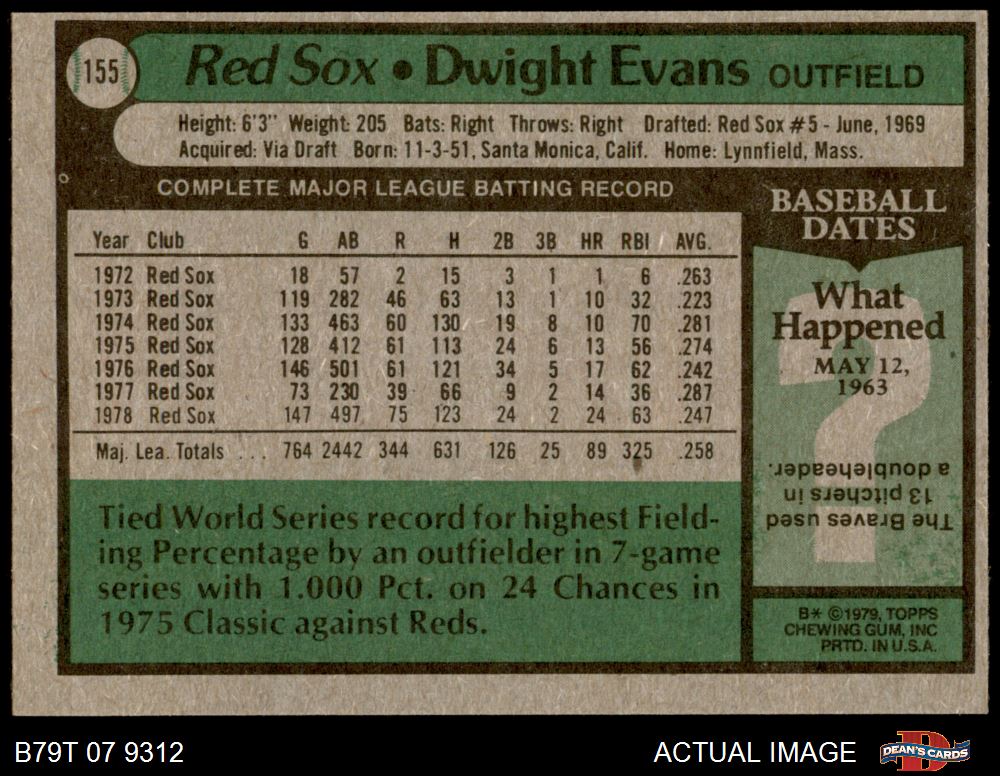 155
Red Sox • Dwight Evans OUTFIELD
Height: 6'3" Weight: 205 Bats: Right Throws: Right Drafted: Red Sox #5 - June, 1969
Acquired: Via Draft Born: 11-3-51, Santa Monica, Calif. Home: Lynnfield, Mass.
COMPLETE MAJOR LEAGUE BATTING RECORD
Year Club G AB R H 2B 3B HR RBI AVG.
1972 Red Sox 18 57 2 15 3 1 1 6 .263
1973 Red Sox 119 282 46 63 13 1 10 32 .223
1974 Red Sox 133 463 60 130 19 8 10 70 .281
1975 Red Sox 128 412 61 113 24 6 13 56 .274
1976 Red Sox 146 501 61 121 34 5 17 62 .242
1977 Red Sox 73 230 39 66 9 2 14 36 .287
1978 Red Sox 147 497 75 123 24 2 24 63 .247
Maj. Lea. Totals . . . 764 2442 344 631 126 25 89 325 .258
Tied World Series record for highest Field-
ing Percentage by an outfielder in 7-game
series with 1.000 Pct. on 24 Chances in
1975 Classic against Reds.
BASEBALL
DATES
What
Happened
MAY 12,
1963
?
The Braves used
13 pitchers in
a doubleheader.
B* ©1979, TOPPS
CHEWING GUM, INC
PRTD. IN U.S.A.
B79T 07 9312
ACTUAL IMAGE
D
DEAN'S CARDS